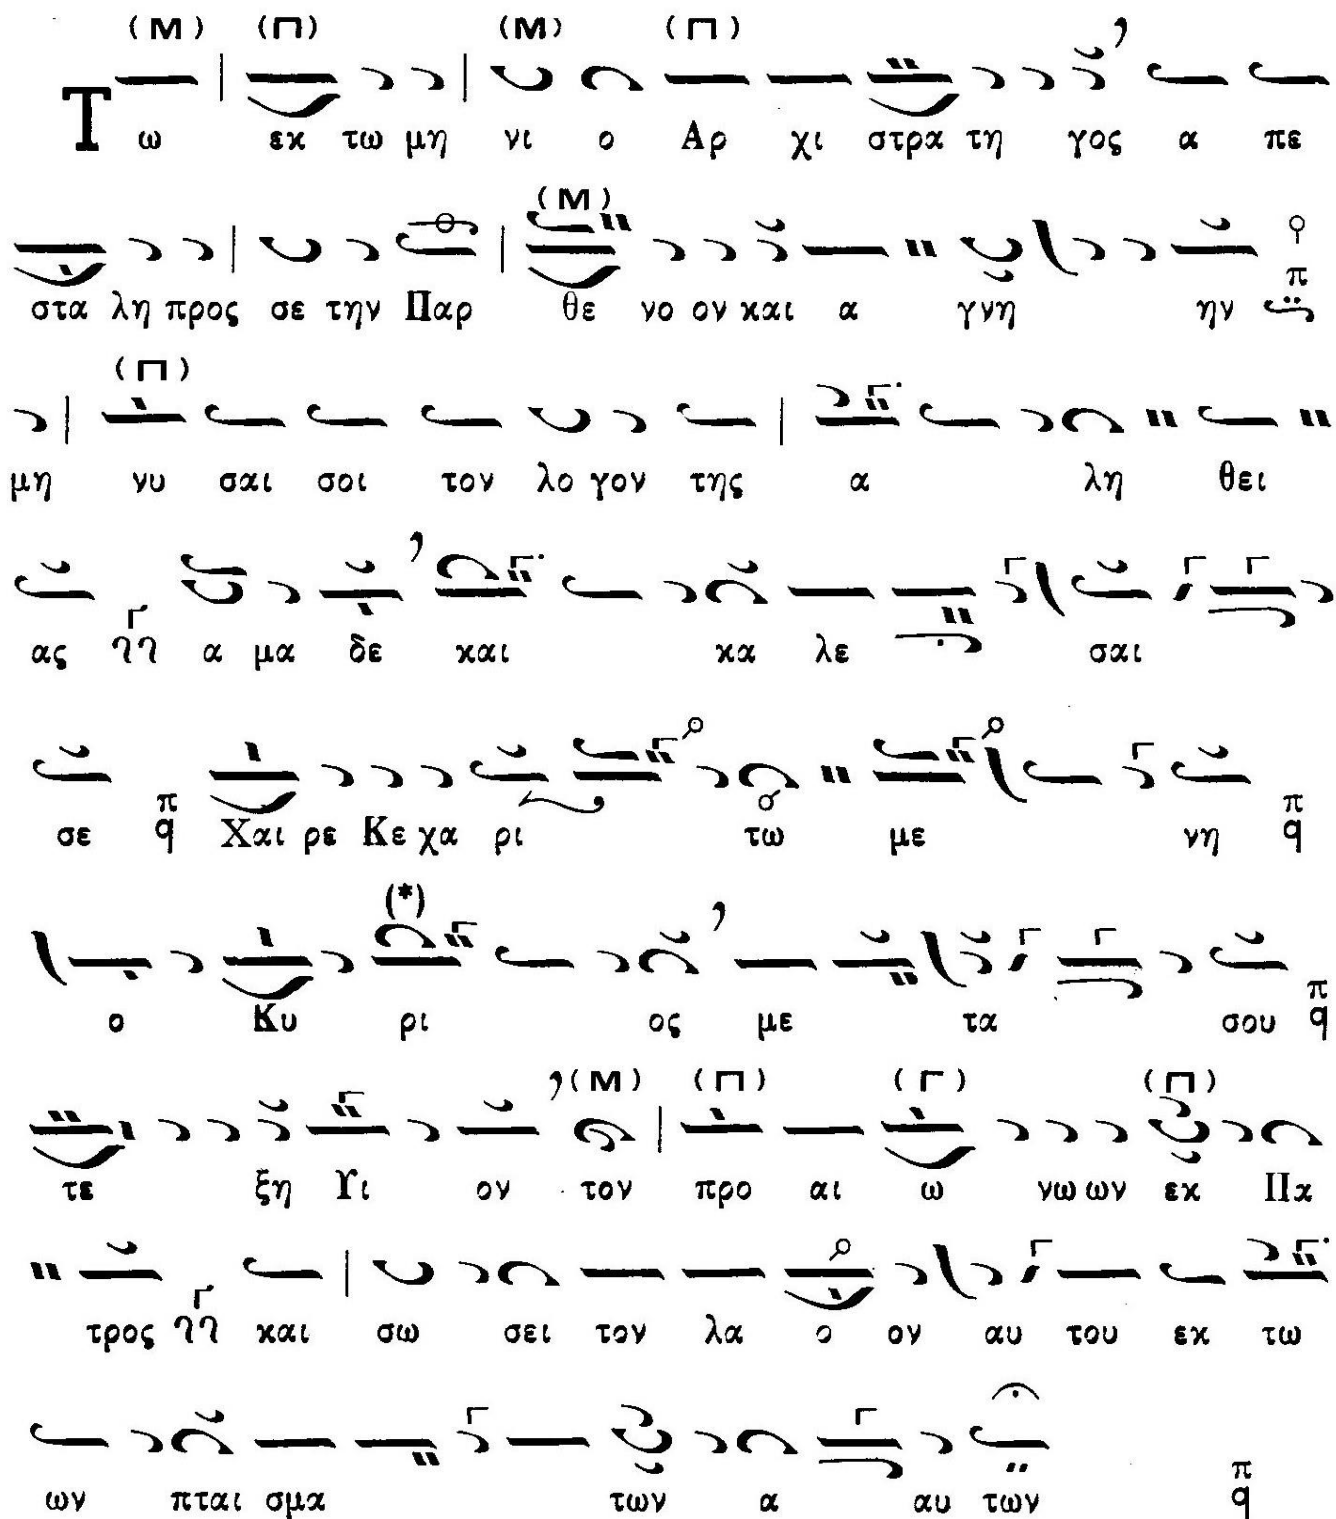 (Μ) (Π) (Μ) (Π)
Τω εκ τω μη νι ο Αρ χι στρα τη γος α πε
(Μ)
στα λη προς σε την Παρ θε νο ον και α γνη ην π
(Π)
μη νυ σαι σοι τον λο γον της α λη θει
ας α μα δε και κα λε σαι
σε π q Χαι ρε Κε χα ρι τω με νη π q
(*)
ο Κυ ρι ος με τα σου π q
(Μ) (Π) (Γ) (Π)
τε ξη Υι ον τον προ αι ω νω ων εκ Πα
τρος και σω σει τον λα ο ον αυ του εκ τω
ων πται σμα των α αυ των π q